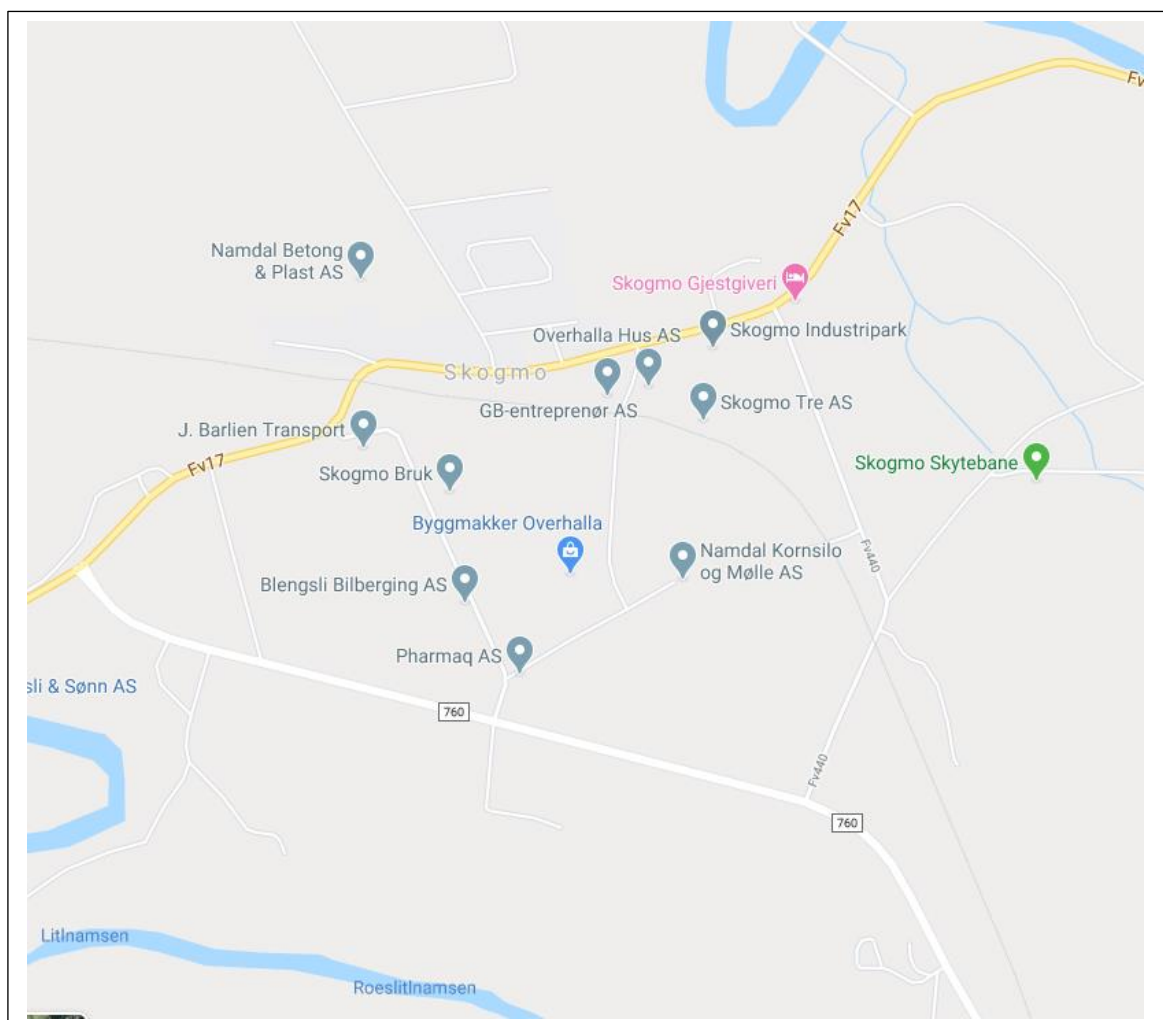 Fv
Fv17
Namdal Betong
& Plast AS
Skogmo Gjestgiveri
Overhalla Hus AS
Skogmo Industripark
Skogmo
GB-entreprenør AS
Skogmo Tre AS
J. Barlien Transport
Fv17
Skogmo Bruk
Skogmo Skytebane
Byggmakker Overhalla
Namdal Kornsilo
og Mølle AS
Fv440
Blengsli Bilberging AS
Pharmaq AS
sli & Sønn AS
760
Fv440
760
Litlnamsen
Roeslitlnamsen